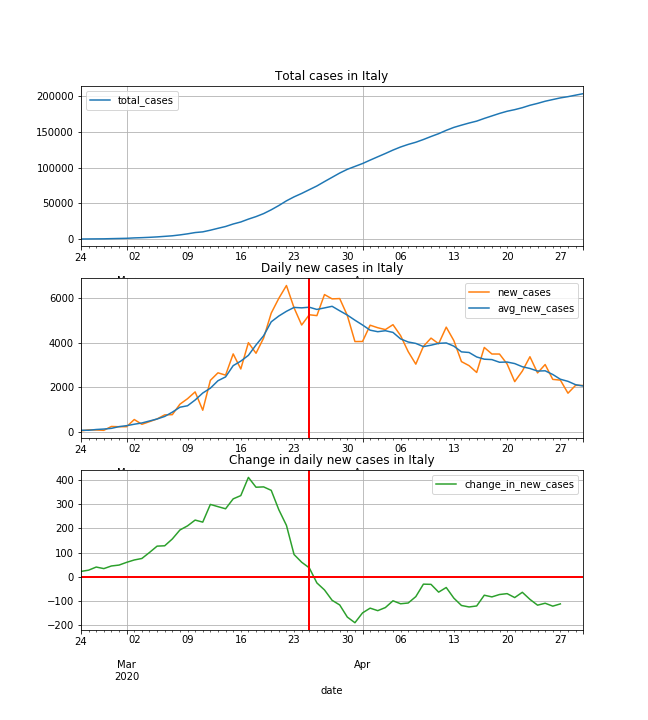 Total cases in Italy
total_cases
200000
150000
100000
50000
0
24 02 09 16 23 30 06 13 20 27
Daily new cases in Italy
new_cases
avg_new_cases
6000
4000
2000
0
24 02 09 16 23 30 06 13 20 27
Change in daily new cases in Italy
change_in_new_cases
400
300
200
100
0
−100
−200
24 02 09 16 23 30 06 13 20 27
Mar Apr
2020
date